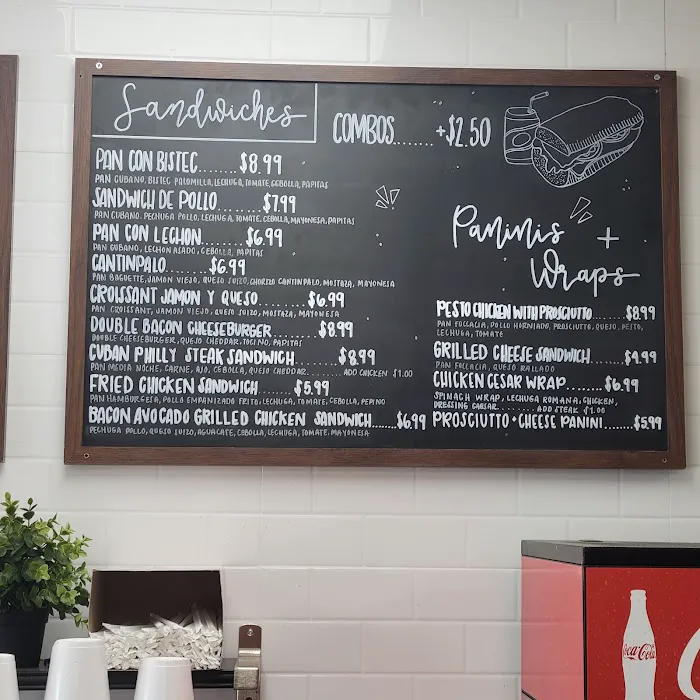 Sandwiches
COMBOS........+$2.50
PAN CON BISTEC........$8.99
PAN CUBANO, BISTEC PALOMILLA, LECHUGA, TOMATE, CEBOLLA, PAPITAS
SANDWICH DE POLLO........$7.99
PAN CUBANO, PECHUGA POLLO, LECHUGA, TOMATE, CEBOLLA, MAYONESA, PAPITAS
PAN CON LECHON........$6.99
PAN CUBANO, LECHON ASADO, CEBOLLA, PAPITAS
CANTINPALO........$6.99
PAN BAGUETTE, JAMON VIEJO, QUESO SUIZO, CHORIZO CANTINPALO, MOSTAZA, MAYONESA
CROISSANT JAMON Y QUESO..........$6.99
PAN CROISSANT, JAMON VIEJO, QUESO SUIZO, MOSTAZA, MAYONESA
DOUBLE BACON CHEESEBURGER.........$8.99
DOUBLE CHEESEBURGER, QUESO CHEDDAR, TOCINO, PAPITAS
CUBAN PHILLY STEAK SANDWICH.........$8.99
PAN MEDIA NOCHE, CARNE, AJO, CEBOLLA, QUESO CHEDDAR........ADD CHICKEN $1.00
FRIED CHICKEN SANDWICH........$5.99
PAN HAMBURGESA, POLLO EMPANIZADO FRITO, LECHUGA, TOMATE, CEBOLLA, PEPINO
BACON AVOCADO GRILLED CHICKEN SANDWICH......$6.99
PECHUGA POLLO, QUESO SUIZO, AGUACATE, CEBOLLA, LECHUGA, TOMATE, MAYONESA
Paninis +
Wraps
PESTO CHICKEN WITH PROSCIUTTO.......$8.99
PAN FOCCACIA, POLLO HORNIADO, PROSCIUTTO, QUESO, PESTO,
LECHUGA, TOMATE
GRILLED CHEESE SANDWICH........$4.99
PAN FOCCACIA, QUESO RALLADO
CHICKEN CESAR WRAP........$6.99
SPINACH WRAP, LECHUGA ROMANA, CHICKEN,
DRESSING CAESAR.........ADD STEAK $1.00
PROSCIUTTO + CHEESE PANINI.......$5.99
Coca-Cola